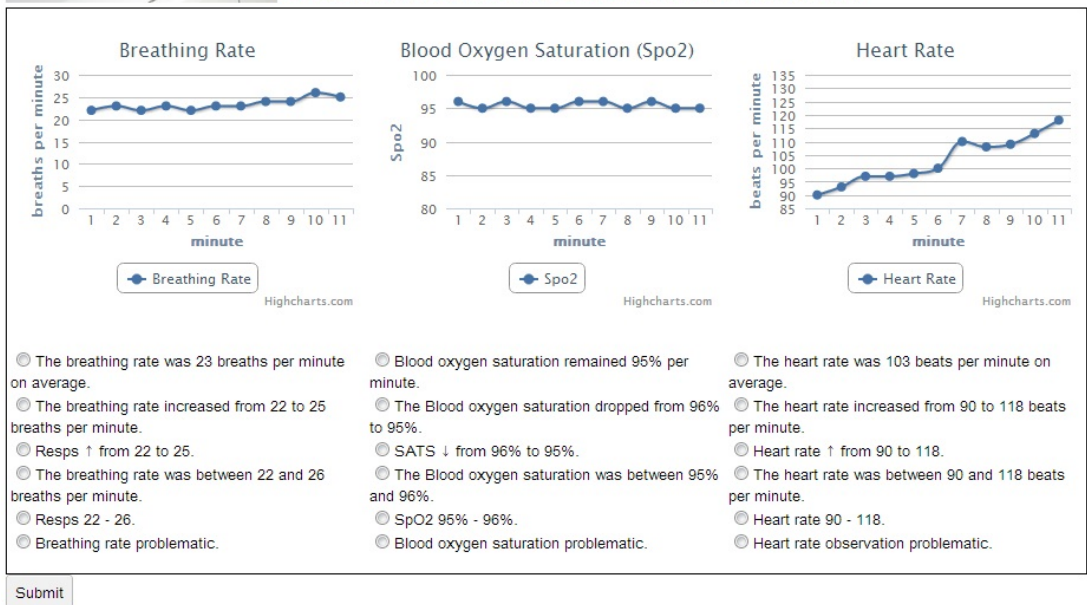 Breathing Rate
breaths per minute
30
25
20
15
10
5
0
1 2 3 4 5 6 7 8 9 10 11
minute
Breathing Rate
Highcharts.com
Blood Oxygen Saturation (Spo2)
Spo2
100
95
90
85
80
1 2 3 4 5 6 7 8 9 10 11
minute
Spo2
Highcharts.com
Heart Rate
beats per minute
135
130
125
120
115
110
105
100
95
90
85
1 2 3 4 5 6 7 8 9 10 11
minute
Heart Rate
Highcharts.com
The breathing rate was 23 breaths per minute
on average.
The breathing rate increased from 22 to 25
breaths per minute.
Resps ↑ from 22 to 25.
The breathing rate was between 22 and 26
breaths per minute.
Resps 22 - 26.
Breathing rate problematic.
Blood oxygen saturation remained 95% per
minute.
The Blood oxygen saturation dropped from 96%
to 95%.
SATS ↓ from 96% to 95%.
The Blood oxygen saturation was between 95%
and 96%.
SpO2 95% - 96%.
Blood oxygen saturation problematic.
The heart rate was 103 beats per minute on
average.
The heart rate increased from 90 to 118 beats
per minute.
Heart rate ↑ from 90 to 118.
The heart rate was between 90 and 118 beats
per minute.
Heart rate 90 - 118.
Heart rate observation problematic.
Submit